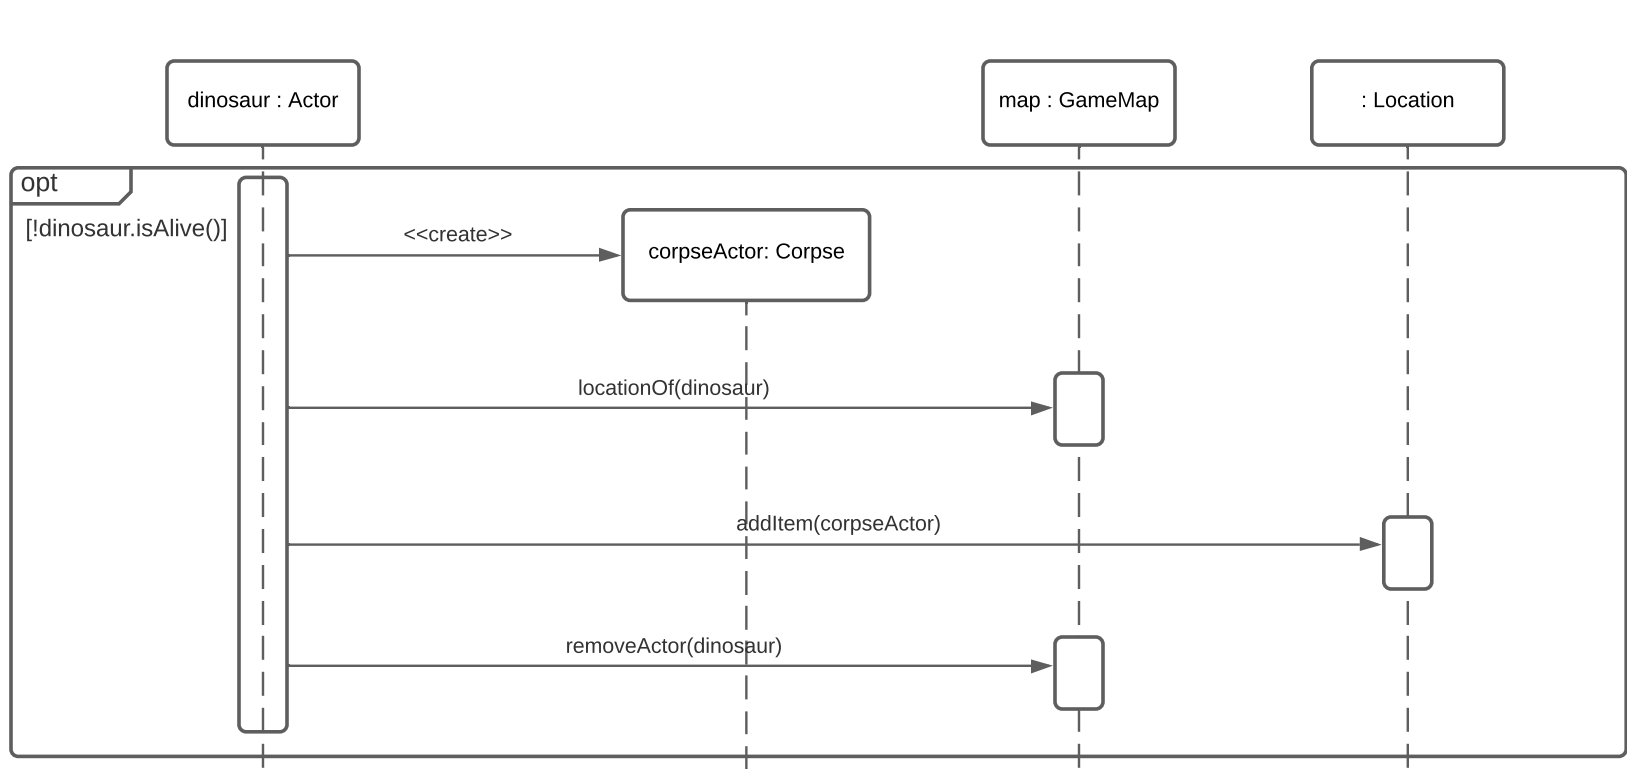 dinosaur : Actor
map : GameMap
: Location
opt
[!dinosaur.isAlive()]
<<create>>
corpseActor: Corpse
locationOf(dinosaur)
addItem(corpseActor)
removeActor(dinosaur)